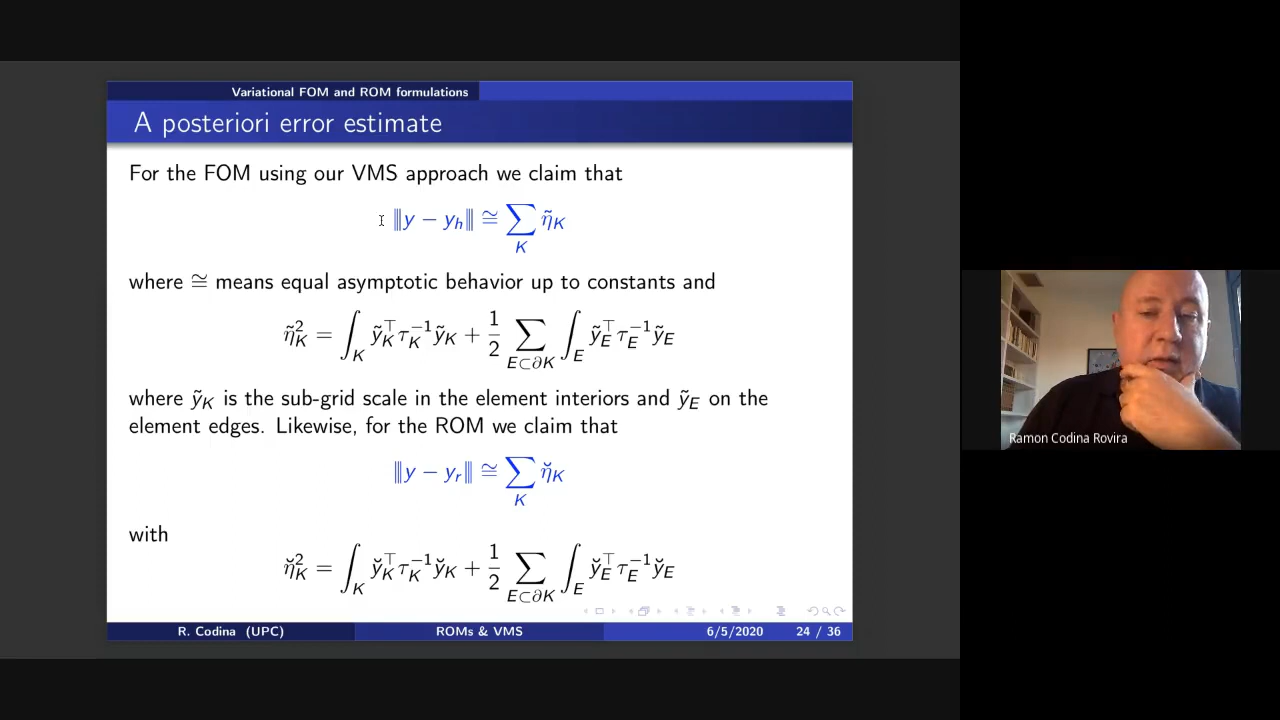 Variational FOM and ROM formulations
A posteriori error estimate
For the FOM using our VMS approach we claim that
|||y − y_h||| ≅ ∑_K η̃_K
where ≅ means equal asymptotic behavior up to constants and
η̃²_K = ∫_K ỹ_K^⊤ τ_K^{−1} ỹ_K + 1/2 ∑_{E⊂∂K} ∫_E ỹ_E^⊤ τ_E^{−1} ỹ_E
where ỹ_K is the sub-grid scale in the element interiors and ỹ_E on the
element edges. Likewise, for the ROM we claim that
|||y − y_r||| ≅ ∑_K η̆_K
with
η̆²_K = ∫_K y̆_K^⊤ τ_K^{−1} y̆_K + 1/2 ∑_{E⊂∂K} ∫_E y̆_E^⊤ τ_E^{−1} y̆_E
R. Codina (UPC) ROMs & VMS 6/5/2020 24 / 36
Ramon Codina Rovira